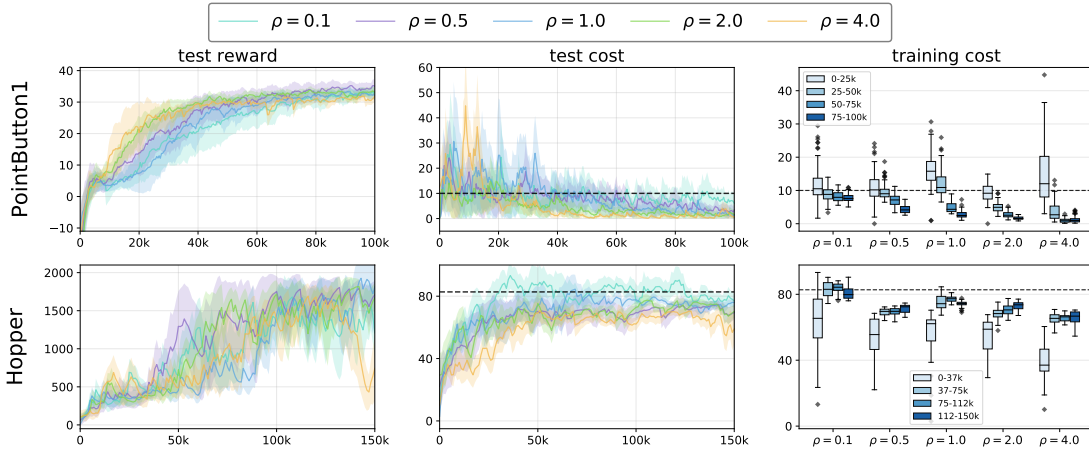 ρ = 0.1 ρ = 0.5 ρ = 1.0 ρ = 2.0 ρ = 4.0
test reward test cost training cost
PointButton1
40
30
20
10
0
−10
0 20k 40k 60k 80k 100k
60
50
40
30
20
10
0
0 20k 40k 60k 80k 100k
0-25k
25-50k
50-75k
75-100k
40
30
20
10
0
ρ = 0.1 ρ = 0.5 ρ = 1.0 ρ = 2.0 ρ = 4.0
Hopper
2000
1500
1000
500
0
0 50k 100k 150k
80
40
0
0 50k 100k 150k
80
40
0
0-37k
37-75k
75-112k
112-150k
ρ = 0.1 ρ = 0.5 ρ = 1.0 ρ = 2.0 ρ = 4.0